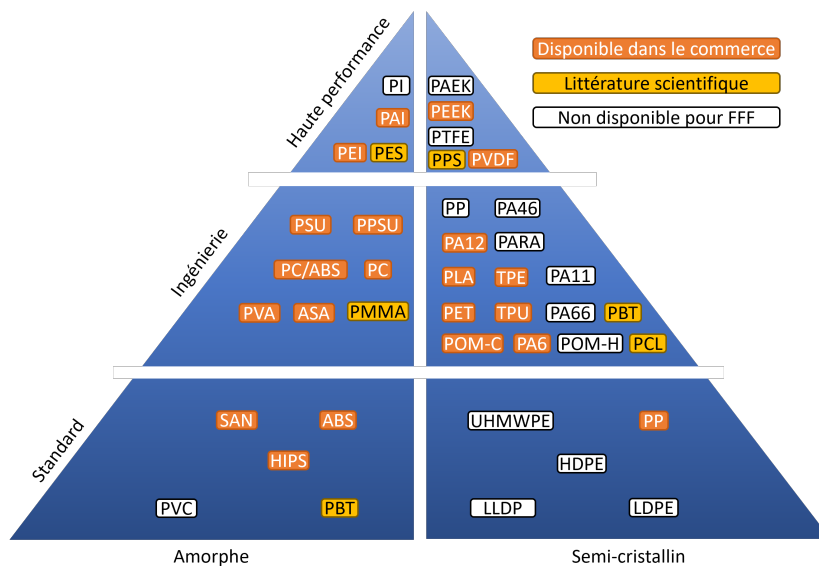 Disponible dans le commerce
Littérature scientifique
Non disponible pour FFF
Haute performance
PI
PAI
PEI PES
PAEK
PEEK
PTFE
PPS PVDF
Ingénierie
PSU PPSU
PC/ABS PC
PVA ASA PMMA
PP PA46
PA12 PARA
PLA TPE PA11
PET TPU PA66 PBT
POM-C PA6 POM-H PCL
Standard
SAN ABS
HIPS
PVC PBT
UHMWPE PP
HDPE
LLDP LDPE
Amorphe
Semi-cristallin